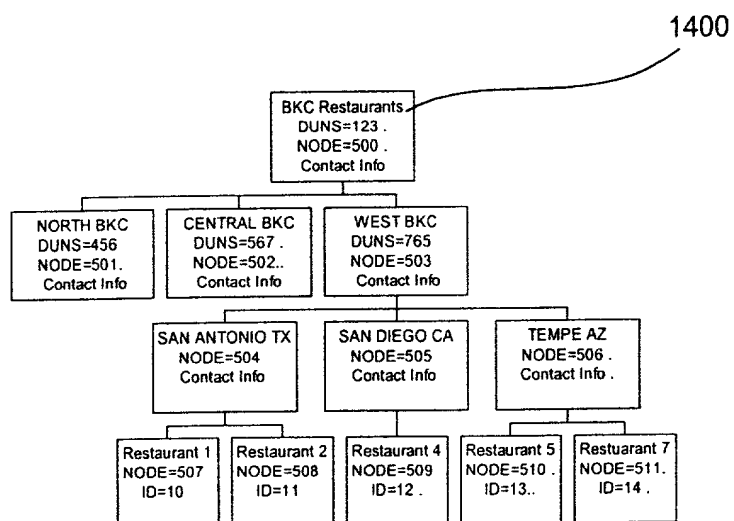 1400
BKC Restaurants
DUNS=123 .
NODE=500 .
Contact Info
NORTH BKC
DUNS=456
NODE=501.
Contact Info
CENTRAL BKC
DUNS=567 .
NODE=502..
Contact Info
WEST BKC
DUNS=765
NODE=503
Contact Info
SAN ANTONIO TX
NODE=504
Contact Info
SAN DIEGO CA
NODE=505
Contact Info
TEMPE AZ
NODE=506 .
Contact Info .
Restaurant 1
NODE=507
ID=10
Restaurant 2
NODE=508
ID=11
Restaurant 4
NODE=509
ID=12 .
Restaurant 5
NODE=510 .
ID=13..
Restuarant 7
NODE=511.
ID=14 .